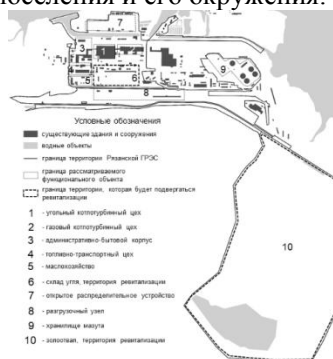 поселения и его окружения.
7
3
1
6
5
9
8
10
Условные обозначения
существующие здания и сооружения
водные объекты
граница территории Рязанской ГРЭС
граница рассматриваемого
функционального объекта
граница территории, которая будет подвергаться
ревитализации
1 - угольный котлотурбинный цех
2 - газовый котлотурбинный цех
3 - административно-бытовой корпус
4 - топливно-транспортный цех
5 - маслохозяйство
6 - склад угля, территория ревитализации
7 - открытое распределительное устройство
8 - разгрузочный узел
9 - хранилище мазута
10 - золоотвал, территория ревитализации